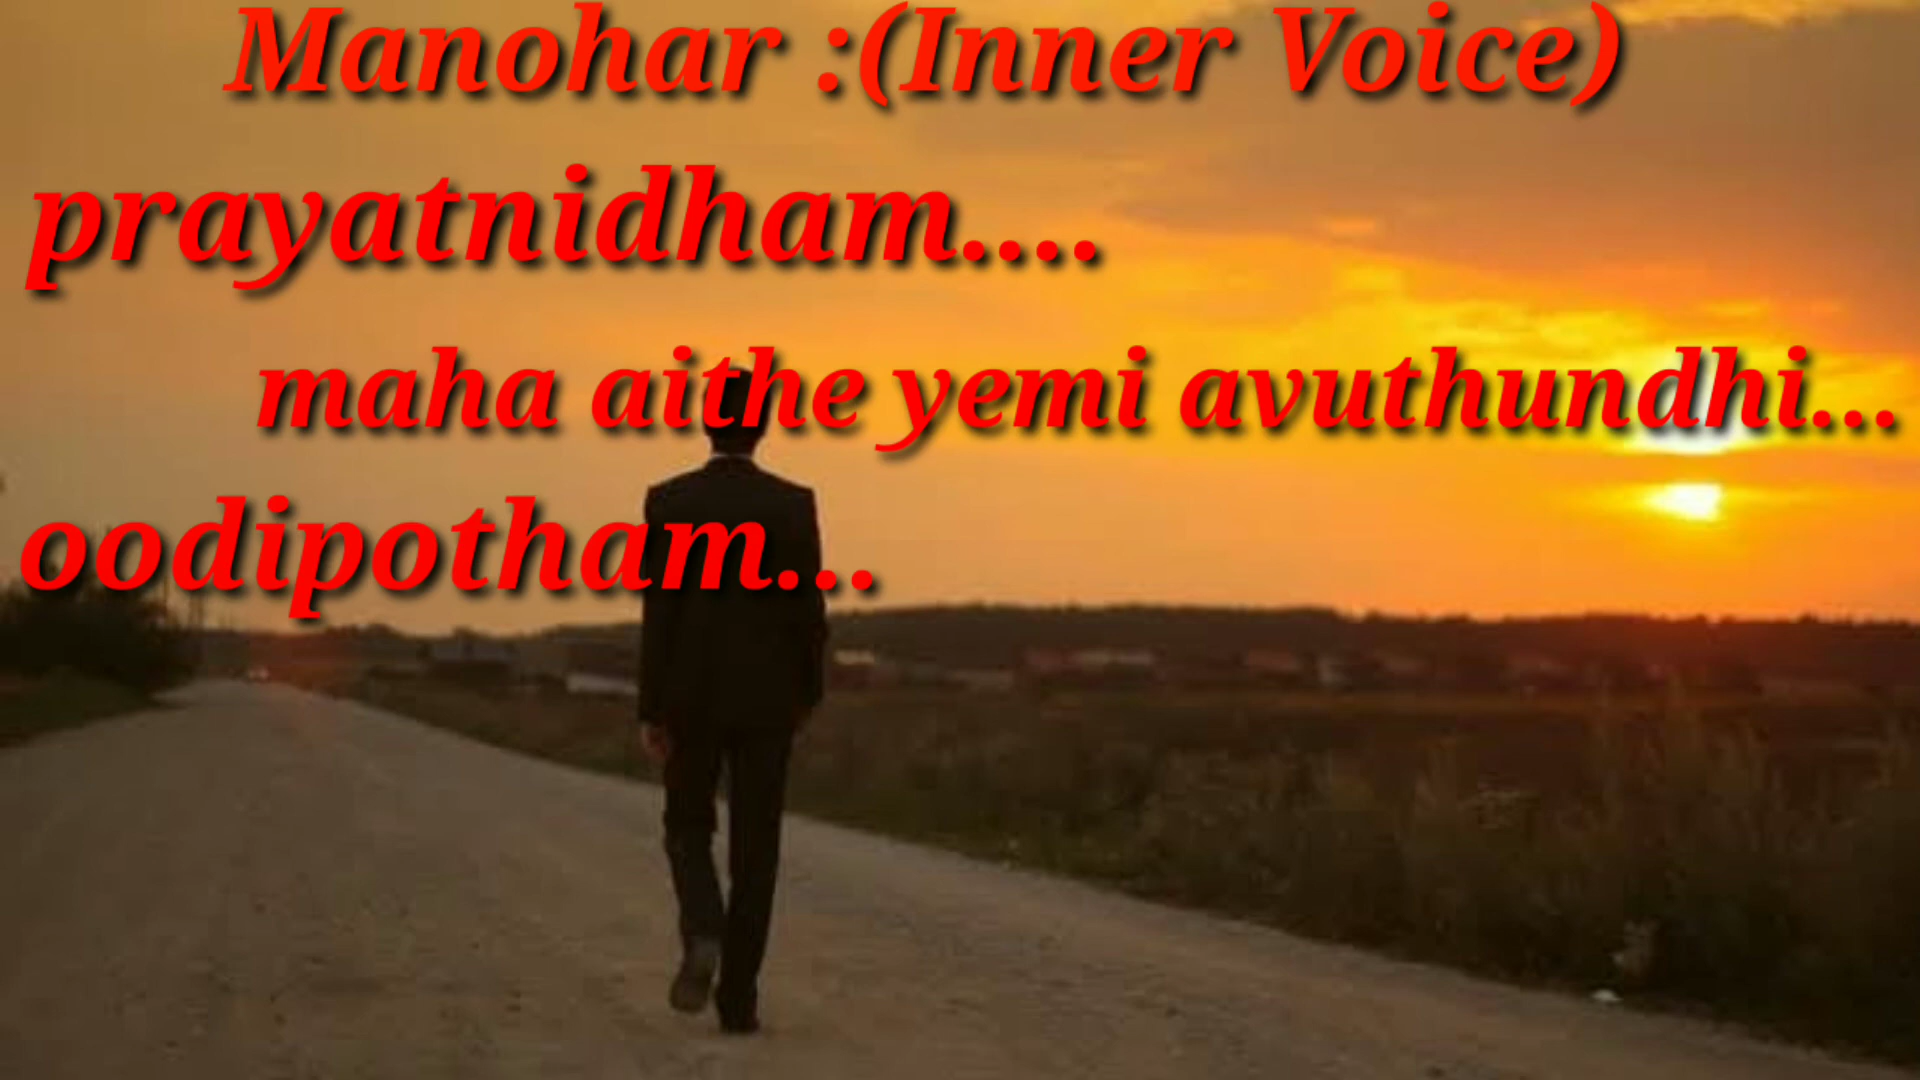 Manohar :(Inner Voice)
prayatnidham....
maha aithe yemi avuthundhi...
oodipotham...